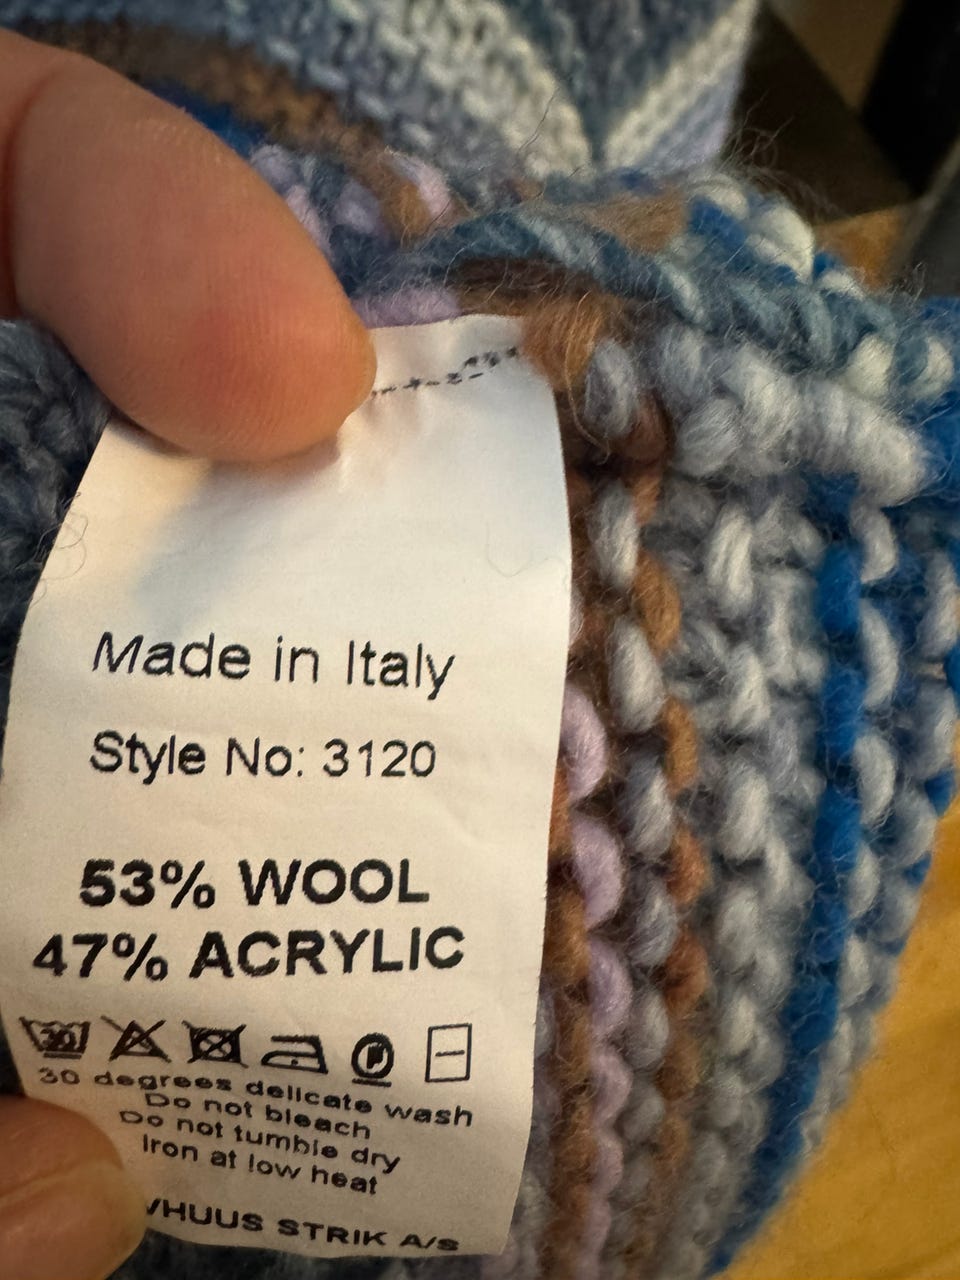 Made in Italy
Style No: 3120
53% WOOL
47% ACRYLIC
30 P
30 degrees delicate wash
Do not bleach
Do not tumble dry
Iron at low heat
STRIK A/S